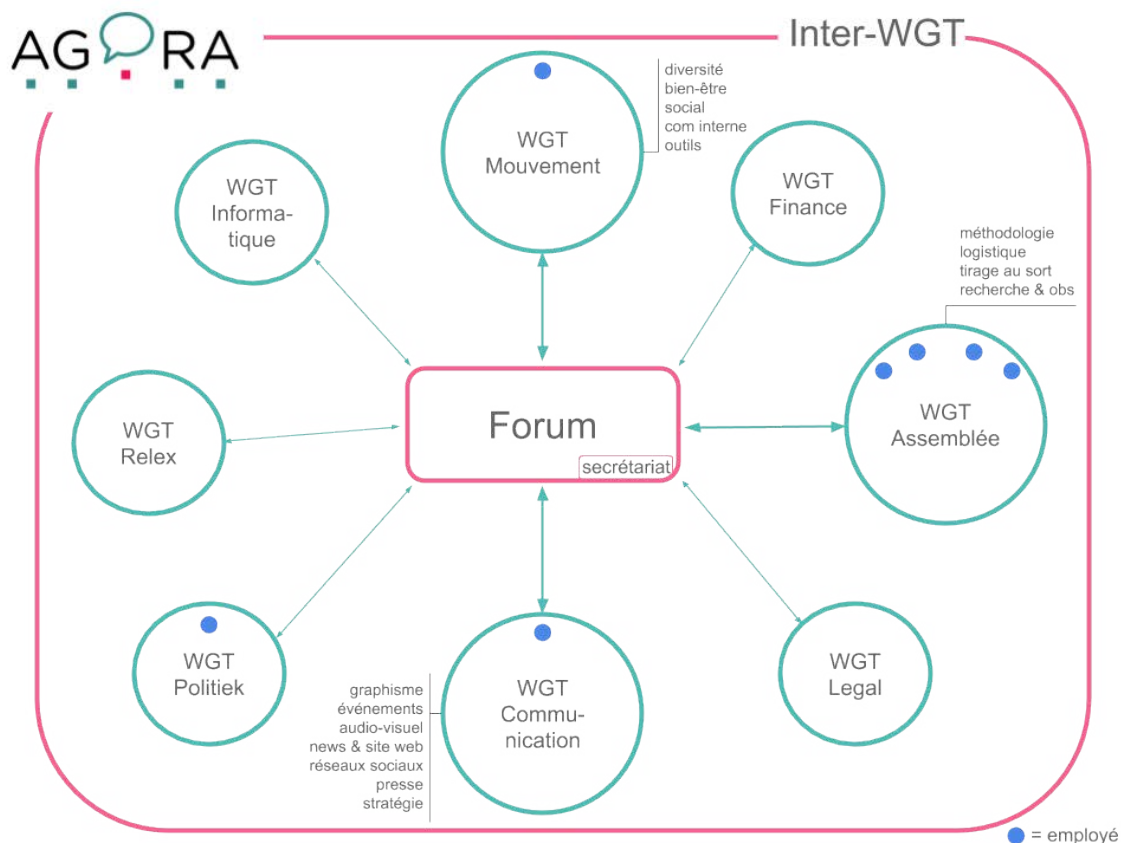 AGORA
Inter-WGT
WGT
Mouvement
diversité
bien-être
social
com interne
outils
WGT
Finance
WGT
Informa-
tique
méthodologie
logistique
tirage au sort
recherche & obs
WGT
Assemblée
WGT
Relex
Forum
secrétariat
WGT
Politiek
WGT
Commu-
nication
graphisme
événements
audio-visuel
news & site web
réseaux sociaux
presse
stratégie
WGT
Legal
= employé